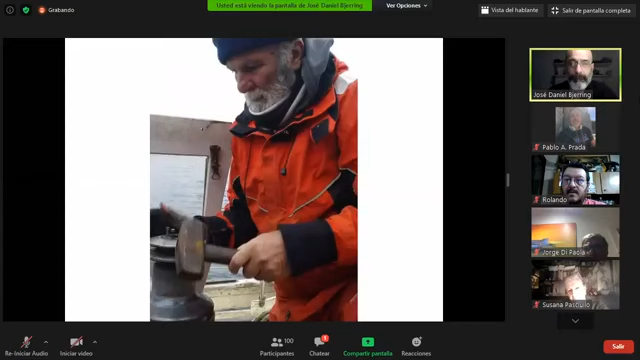 Grabando
Usted está viendo la pantalla de José Daniel Bjerring
Ver Opciones
Vista del hablante
Salir de pantalla completa
José Daniel Bjerring
Pablo A. Prada
Rolando
Jorge Di Paola
Susana Pasculio
Re-Iniciar Audio
Iniciar video
Participantes
100
Chatear
1
Compartir pantalla
Reacciones
Salir